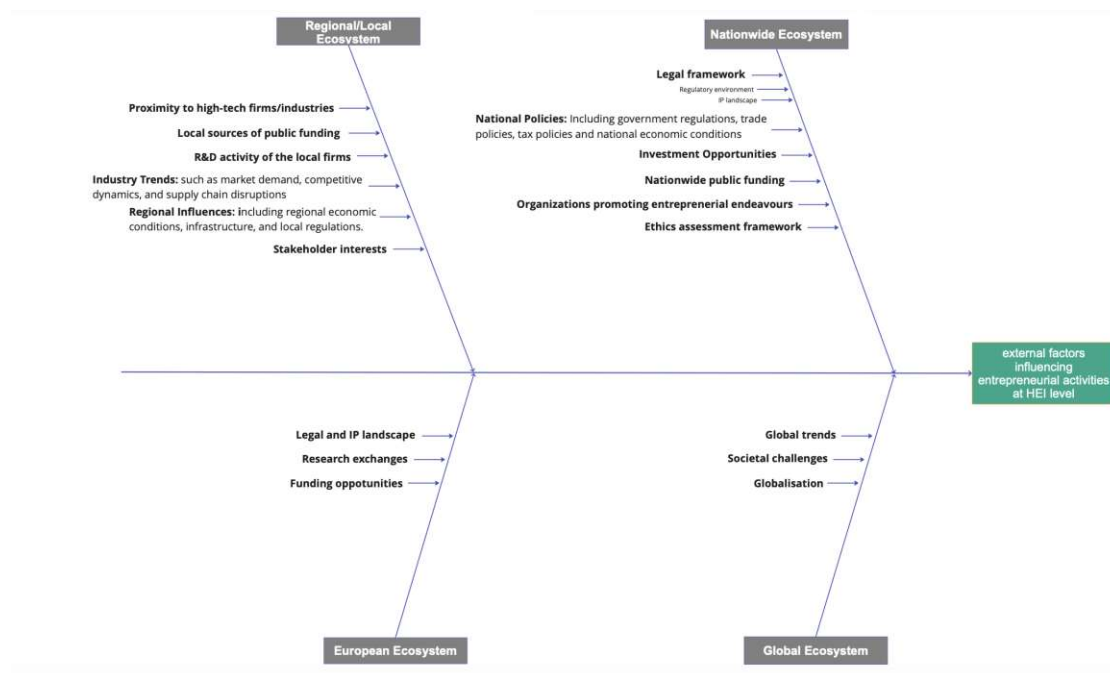 Regional/Local
Ecosystem
Proximity to high-tech firms/industries
Local sources of public funding
R&D activity of the local firms
Industry Trends: such as market demand, competitive
dynamics, and supply chain disruptions
Regional Influences: including regional economic
conditions, infrastructure, and local regulations.
Stakeholder interests
Nationwide Ecosystem
Legal framework
Regulatory environment
IP landscape
National Policies: Including government regulations, trade
policies, tax policies and national economic conditions
Investment Opportunities
Nationwide public funding
Organizations promoting entreprenerial endeavours
Ethics assessment framework
external factors
influencing
entrepreneurial activities
at HEI level
Legal and IP landscape
Research exchanges
Funding oppotunities
European Ecosystem
Global trends
Societal challenges
Globalisation
Global Ecosystem